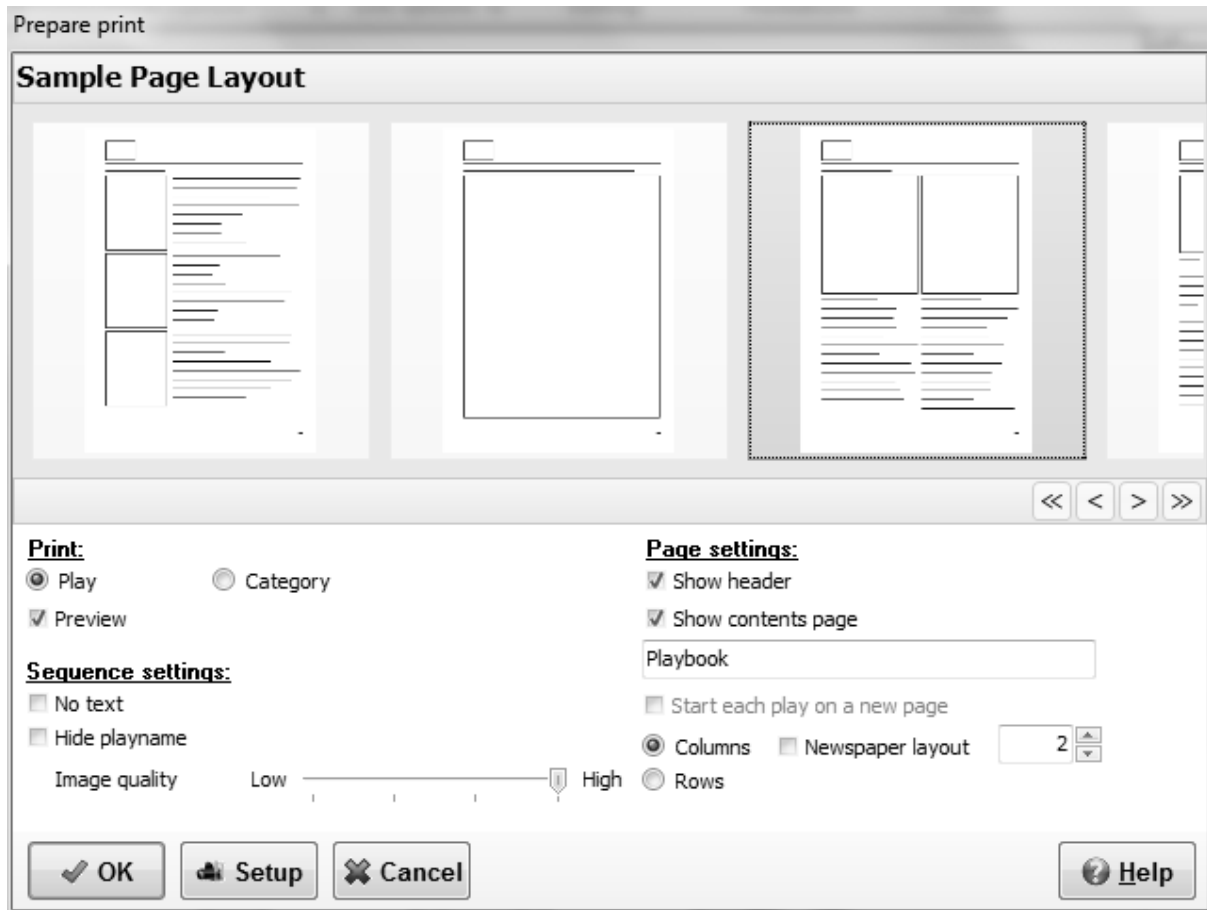 Prepare print
Sample Page Layout
≪ < > ≫
Print:
Play Category
Preview
Sequence settings:
No text
Hide playname
Image quality Low High
Page settings:
Show header
Show contents page
Playbook
Start each play on a new page
Columns Newspaper layout 2
Rows
OK Setup Cancel Help